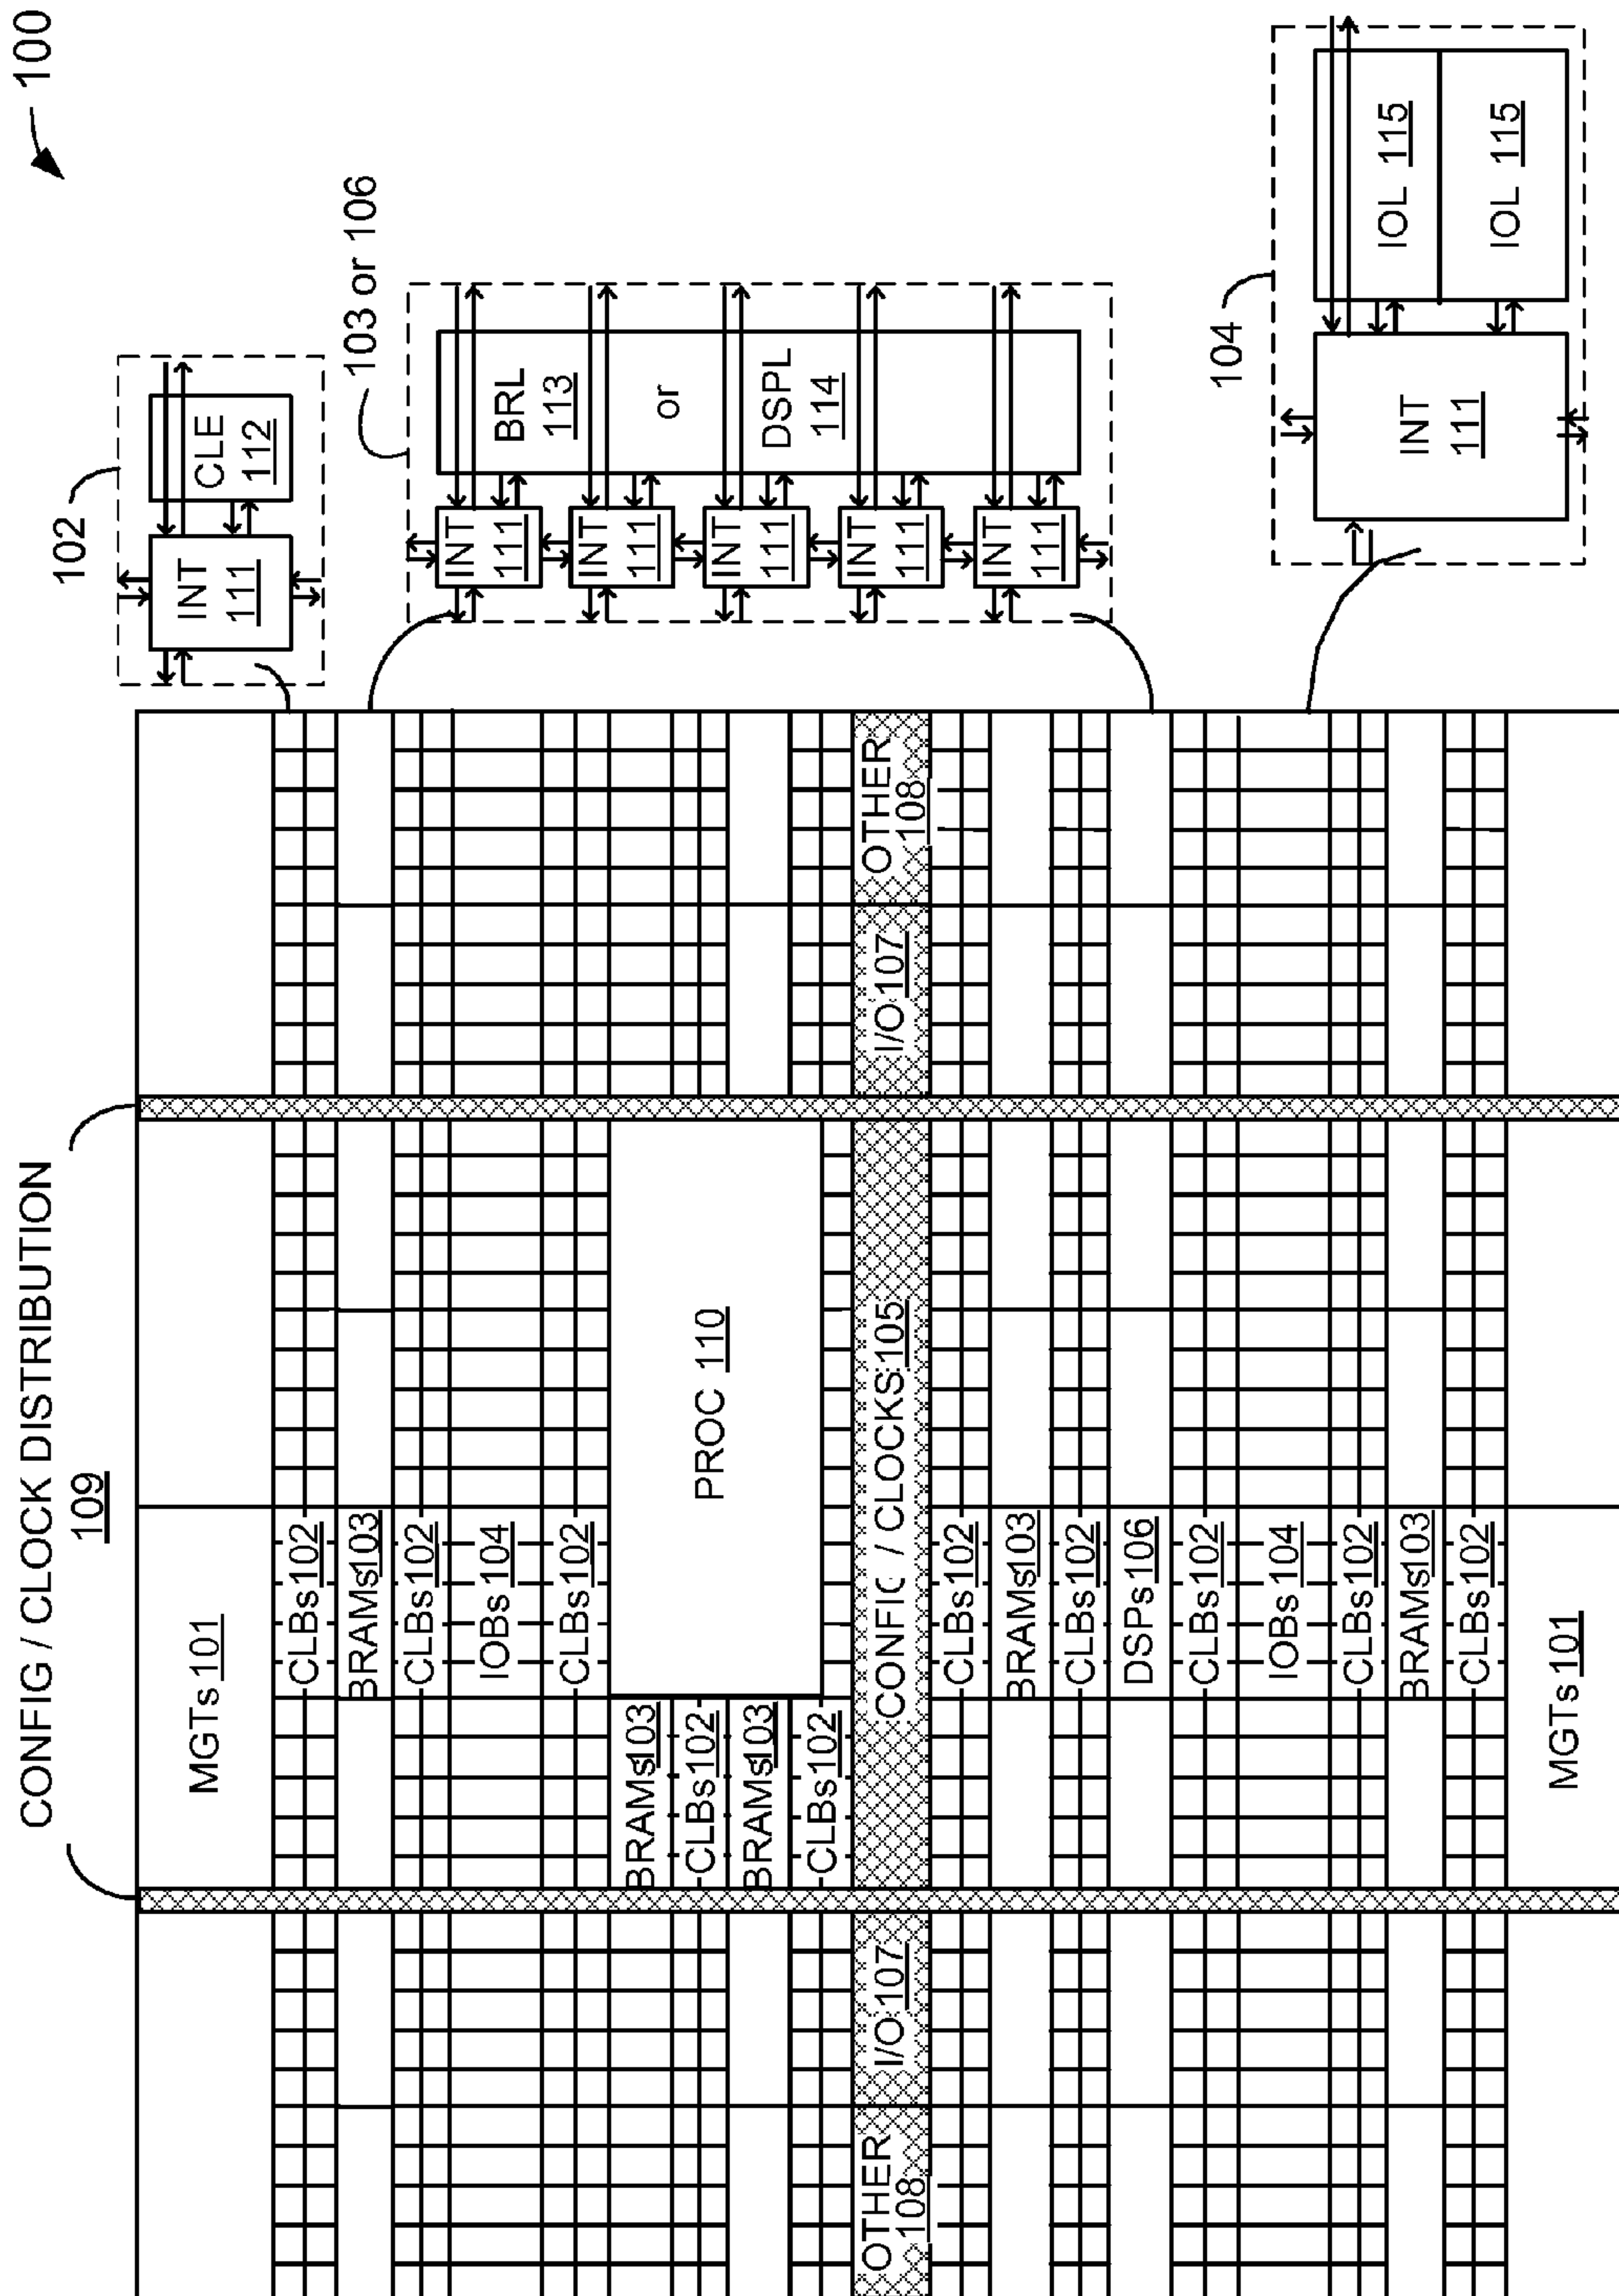 100
CONFIG / CLOCK DISTRIBUTION
109
MGTs 101
CLBs 102
BRAMs 103
CLBs 102
IOBs 104
CLBs 102
BRAMs 103
CLBs 102
BRAMs 103
CLBs 102
PROC 110
OTHER
108
I/O 107
CONFIG / CLOCKS 105
I/O 107
OTHER
108
CLBs 102
BRAMs 103
CLBs 102
DSPs 106
CLBs 102
IOBs 104
CLBs 102
BRAMs 103
CLBs 102
MGTs 101
102
INT
111
CLE
112
103 or 106
INT
111
INT
111
INT
111
INT
111
INT
111
BRL
113
or
DSPL
114
104
INT
111
IOL 115
IOL 115